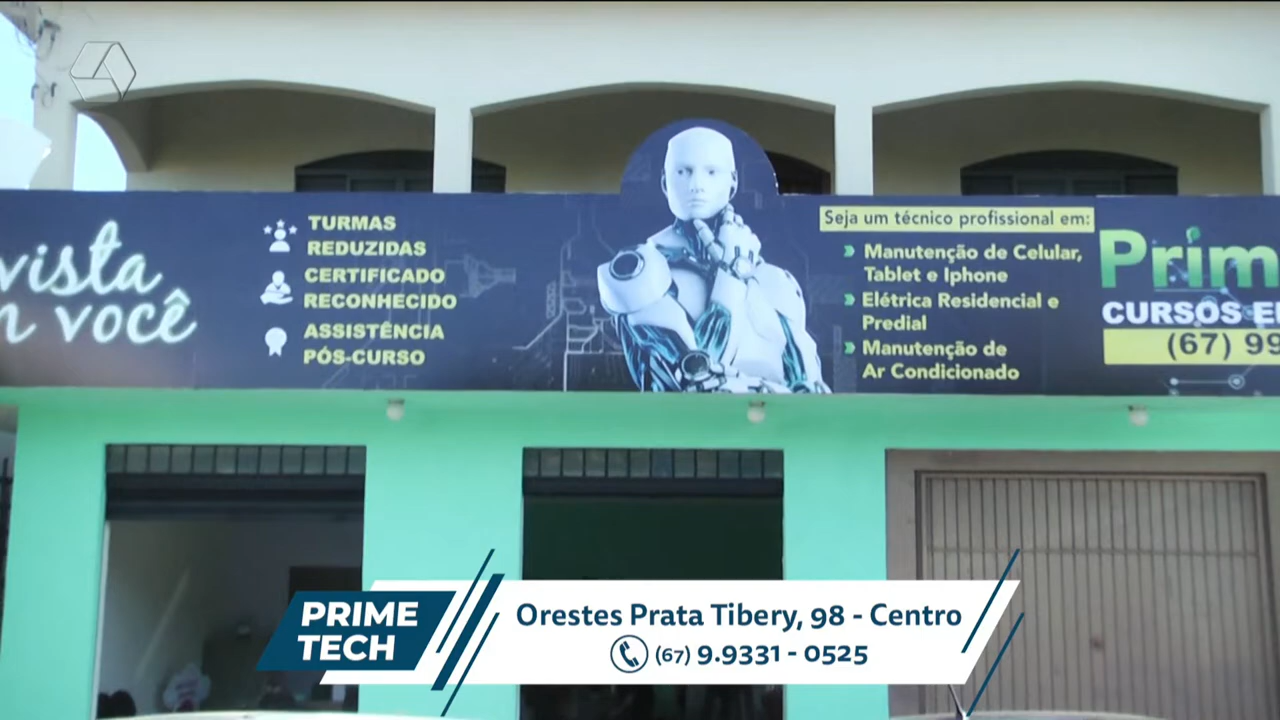 vista
você
TURMAS
REDUZIDAS
CERTIFICADO
RECONHECIDO
ASSISTÊNCIA
PÓS-CURSO
Seja um técnico profissional em:
Manutenção de Celular,
Tablet e Iphone
Elétrica Residencial e
Predial
Manutenção de
Ar Condicionado
Prim
CURSOS
(67) 99
PRIME
TECH
Orestes Prata Tibery, 98 - Centro
(67) 9.9331 - 0525